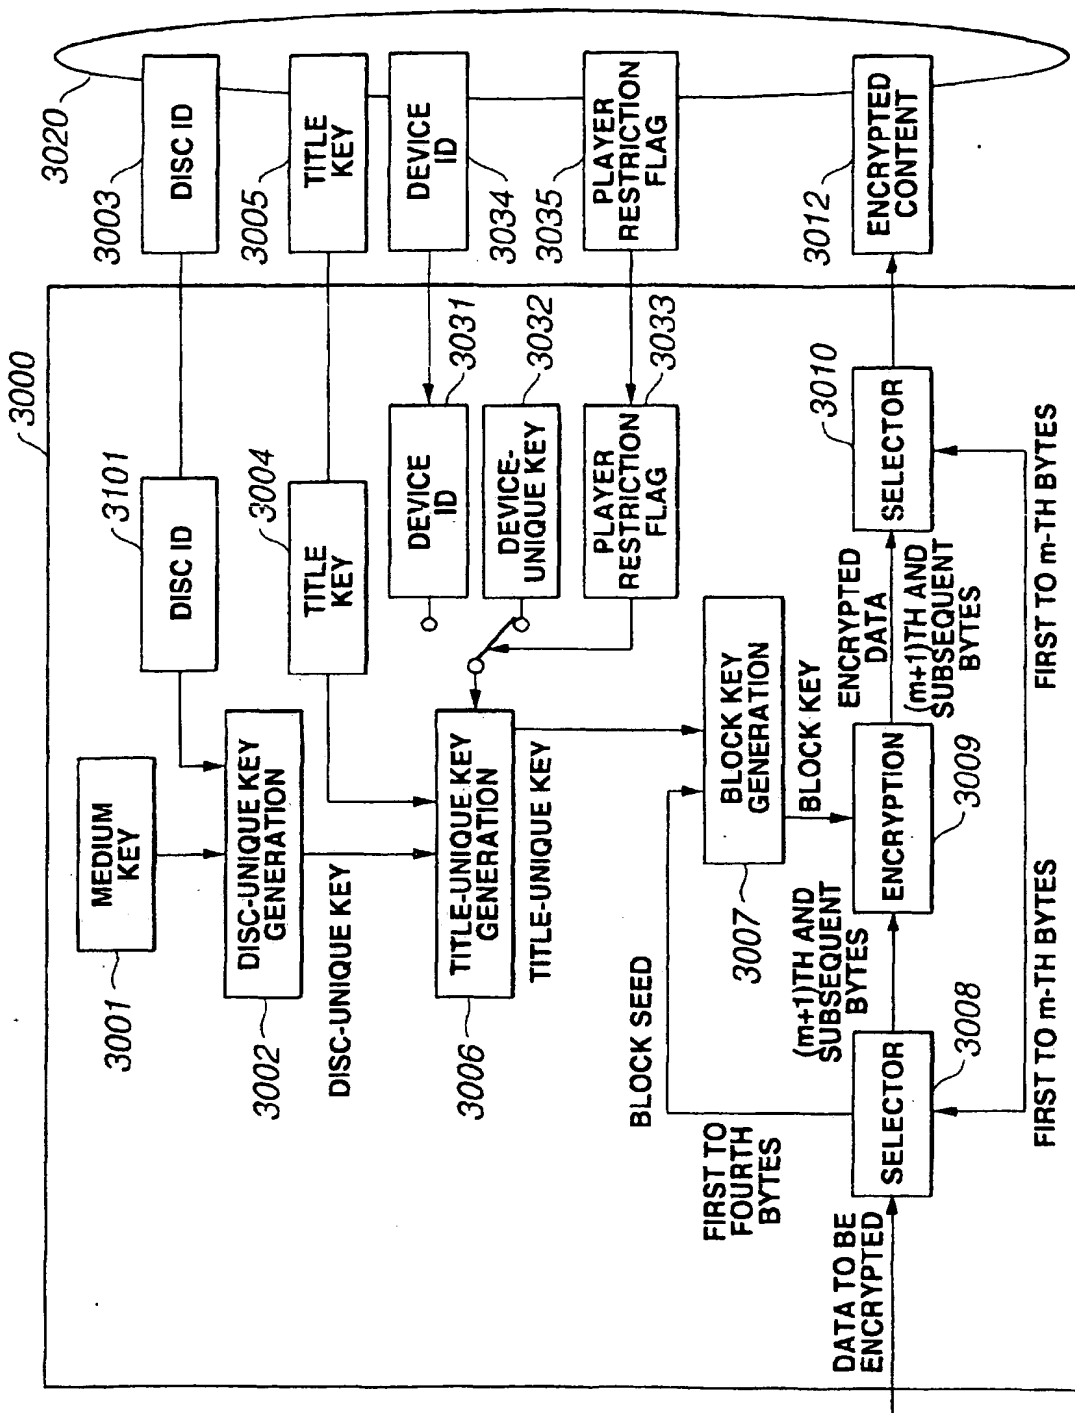 3000
3020
MEDIUM
KEY
3001
DISC ID
3101
DISC ID
3003
DISC-UNIQUE KEY
GENERATION
3002
DISC-UNIQUE KEY
TITLE
KEY
3004
TITLE
KEY
3005
TITLE-UNIQUE KEY
GENERATION
3006
TITLE-UNIQUE KEY
DEVICE
ID
3031
DEVICE
ID
3034
DEVICE-
UNIQUE KEY
3032
PLAYER
RESTRICTION
FLAG
3033
PLAYER
RESTRICTION
FLAG
3035
BLOCK SEED
BLOCK KEY
GENERATION
3007
BLOCK KEY
FIRST TO
FOURTH
BYTES
DATA TO BE
ENCRYPTED
SELECTOR
3008
(m+1)TH AND
SUBSEQUENT
BYTES
ENCRYPTION
3009
ENCRYPTED
DATA
(m+1)TH AND
SUBSEQUENT
BYTES
SELECTOR
3010
ENCRYPTED
CONTENT
3012
FIRST TO m-TH BYTES
FIRST TO m-TH BYTES